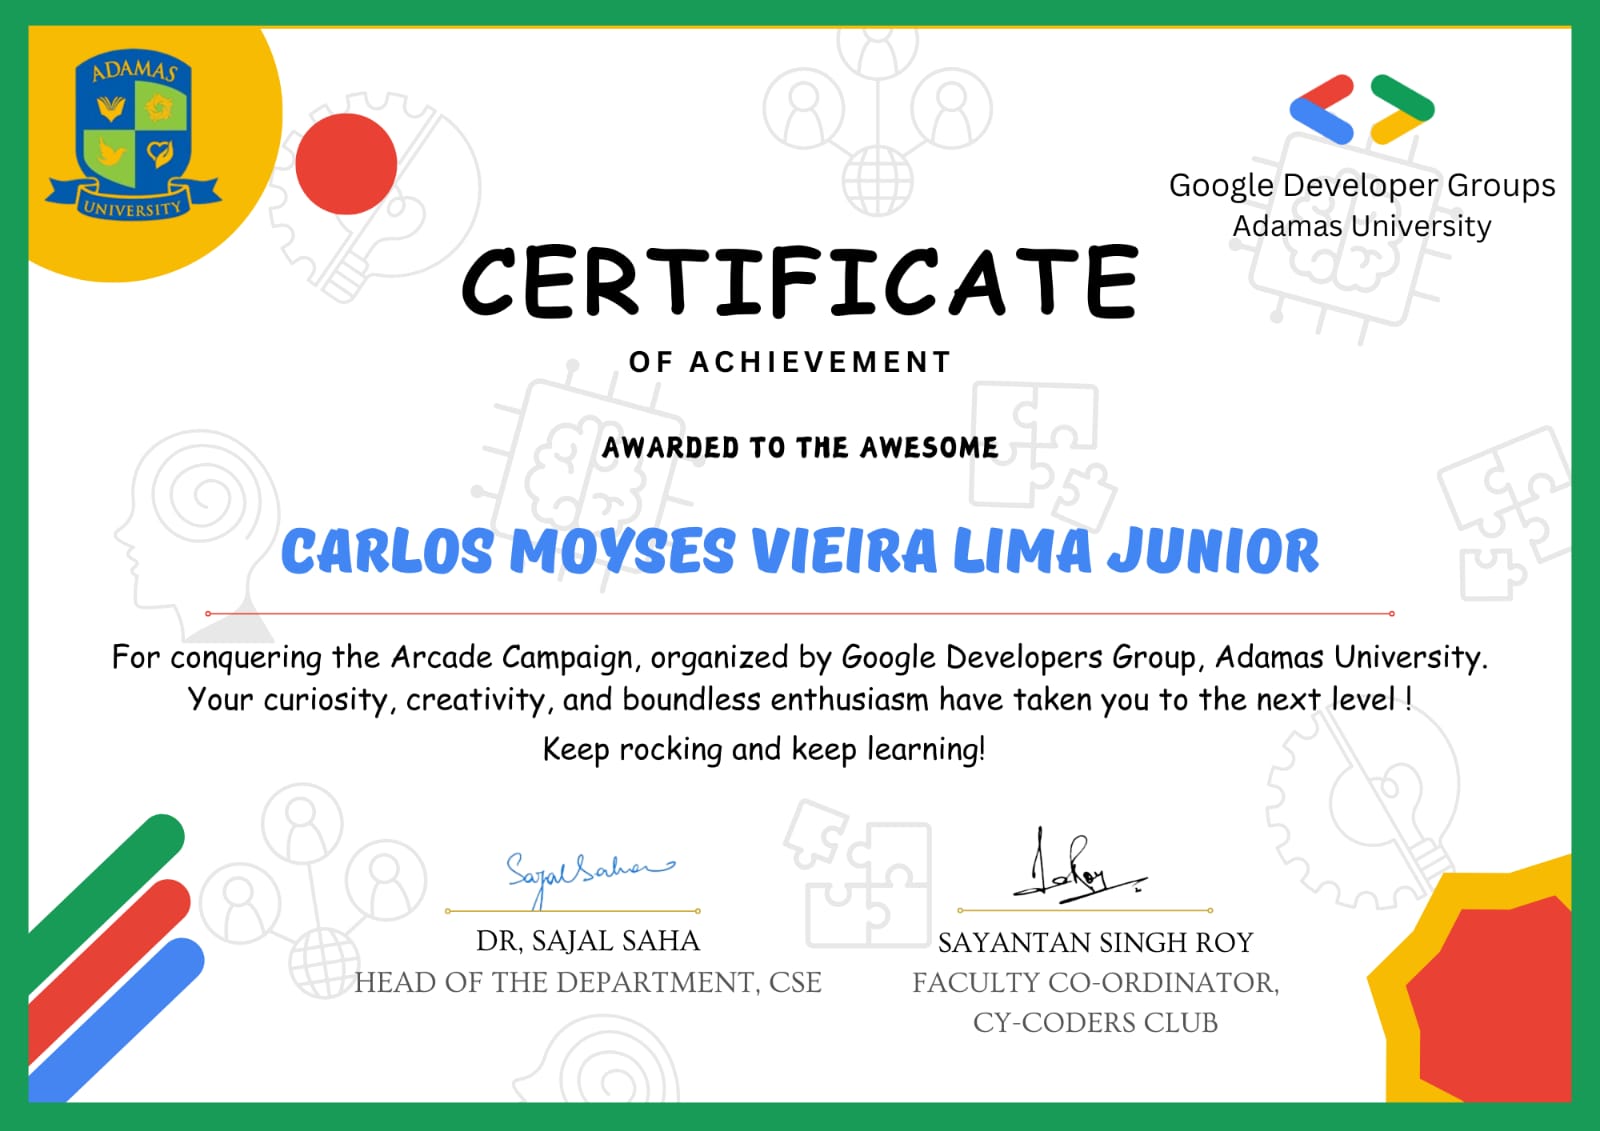 ADAMAS
UNIVERSITY
Google Developer Groups
Adamas University
CERTIFICATE
OF ACHIEVEMENT
AWARDED TO THE AWESOME
CARLOS MOYSES VIEIRA LIMA JUNIOR
For conquering the Arcade Campaign, organized by Google Developers Group, Adamas University.
Your curiosity, creativity, and boundless enthusiasm have taken you to the next level !
Keep rocking and keep learning!
Sajal Saha
DR, SAJAL SAHA
HEAD OF THE DEPARTMENT, CSE
SAYANTAN SINGH ROY
FACULTY CO-ORDINATOR,
CY-CODERS CLUB